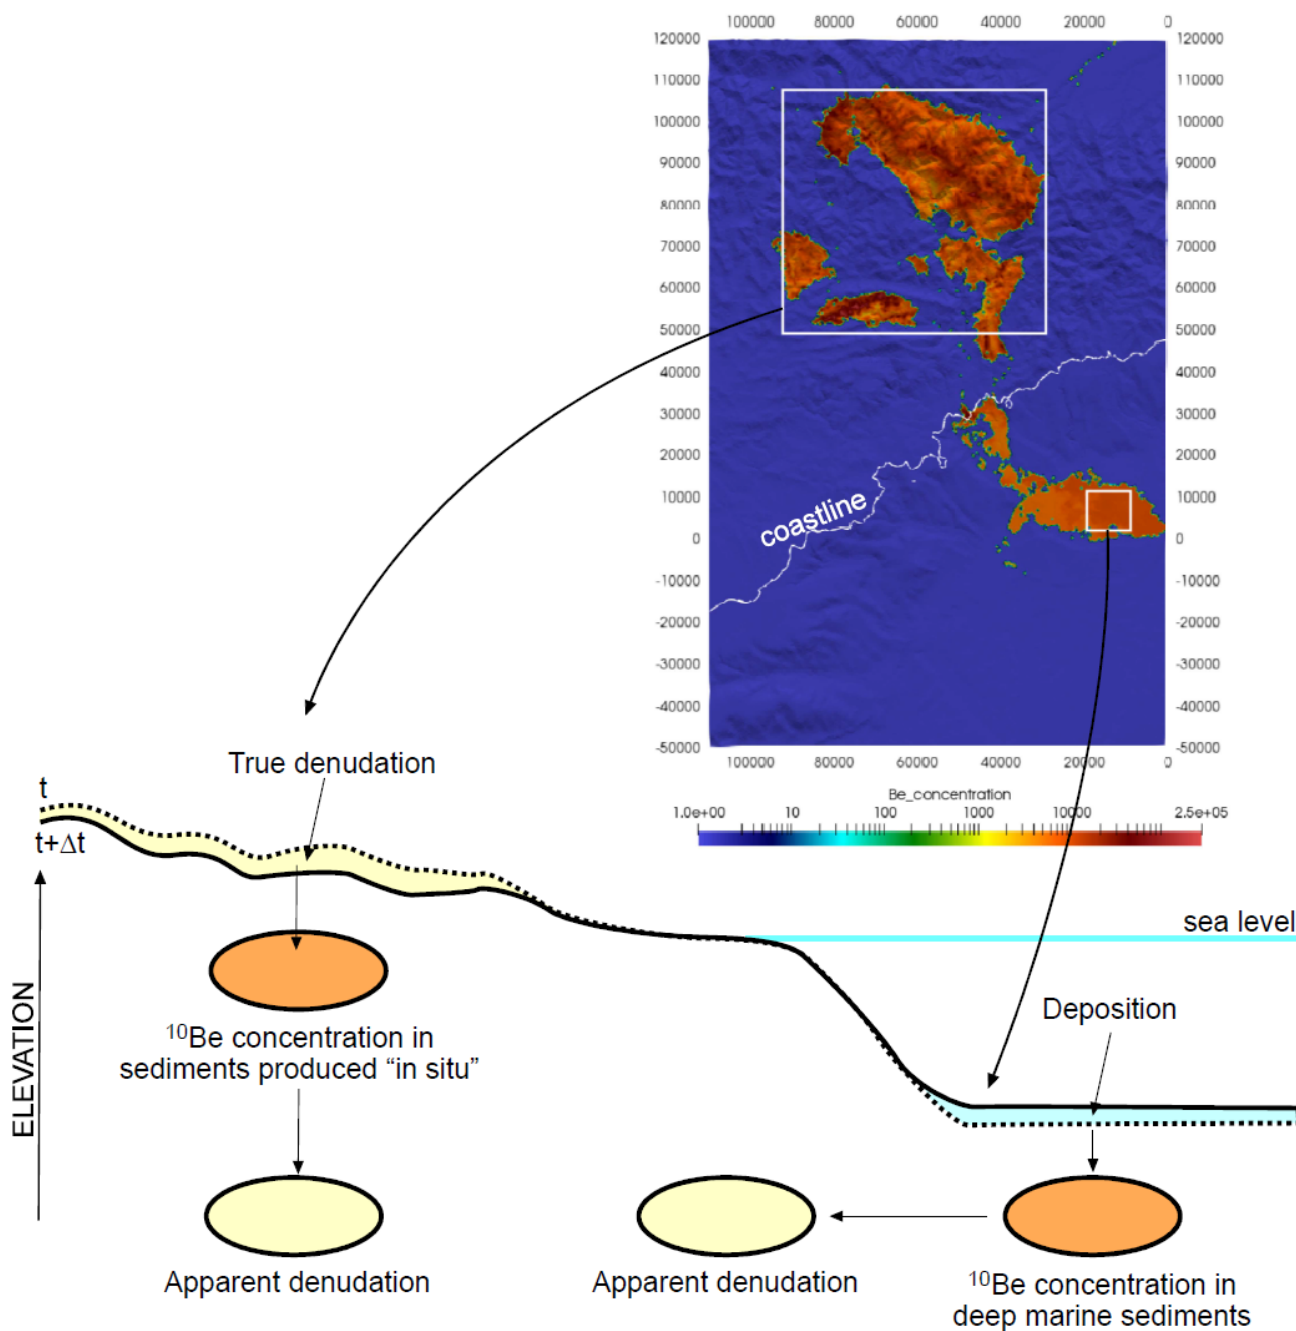 100000 80000 60000 40000 20000 0
120000 120000
110000 110000
100000 100000
90000 90000
80000 80000
70000 70000
60000 60000
50000 50000
40000 40000
30000 30000
20000 20000
10000 10000
0 0
-10000 -10000
-20000 -20000
-30000 -30000
-40000 -40000
-50000 -50000
100000 80000 60000 40000 20000 0
coastline
Be_concentration
1.0e+00 10 100 1000 10000 2.5e+05
True denudation
t
t+Δt
sea level
ELEVATION
Deposition
¹⁰Be concentration in
sediments produced “in situ”
Apparent denudation
Apparent denudation
¹⁰Be concentration in
deep marine sediments